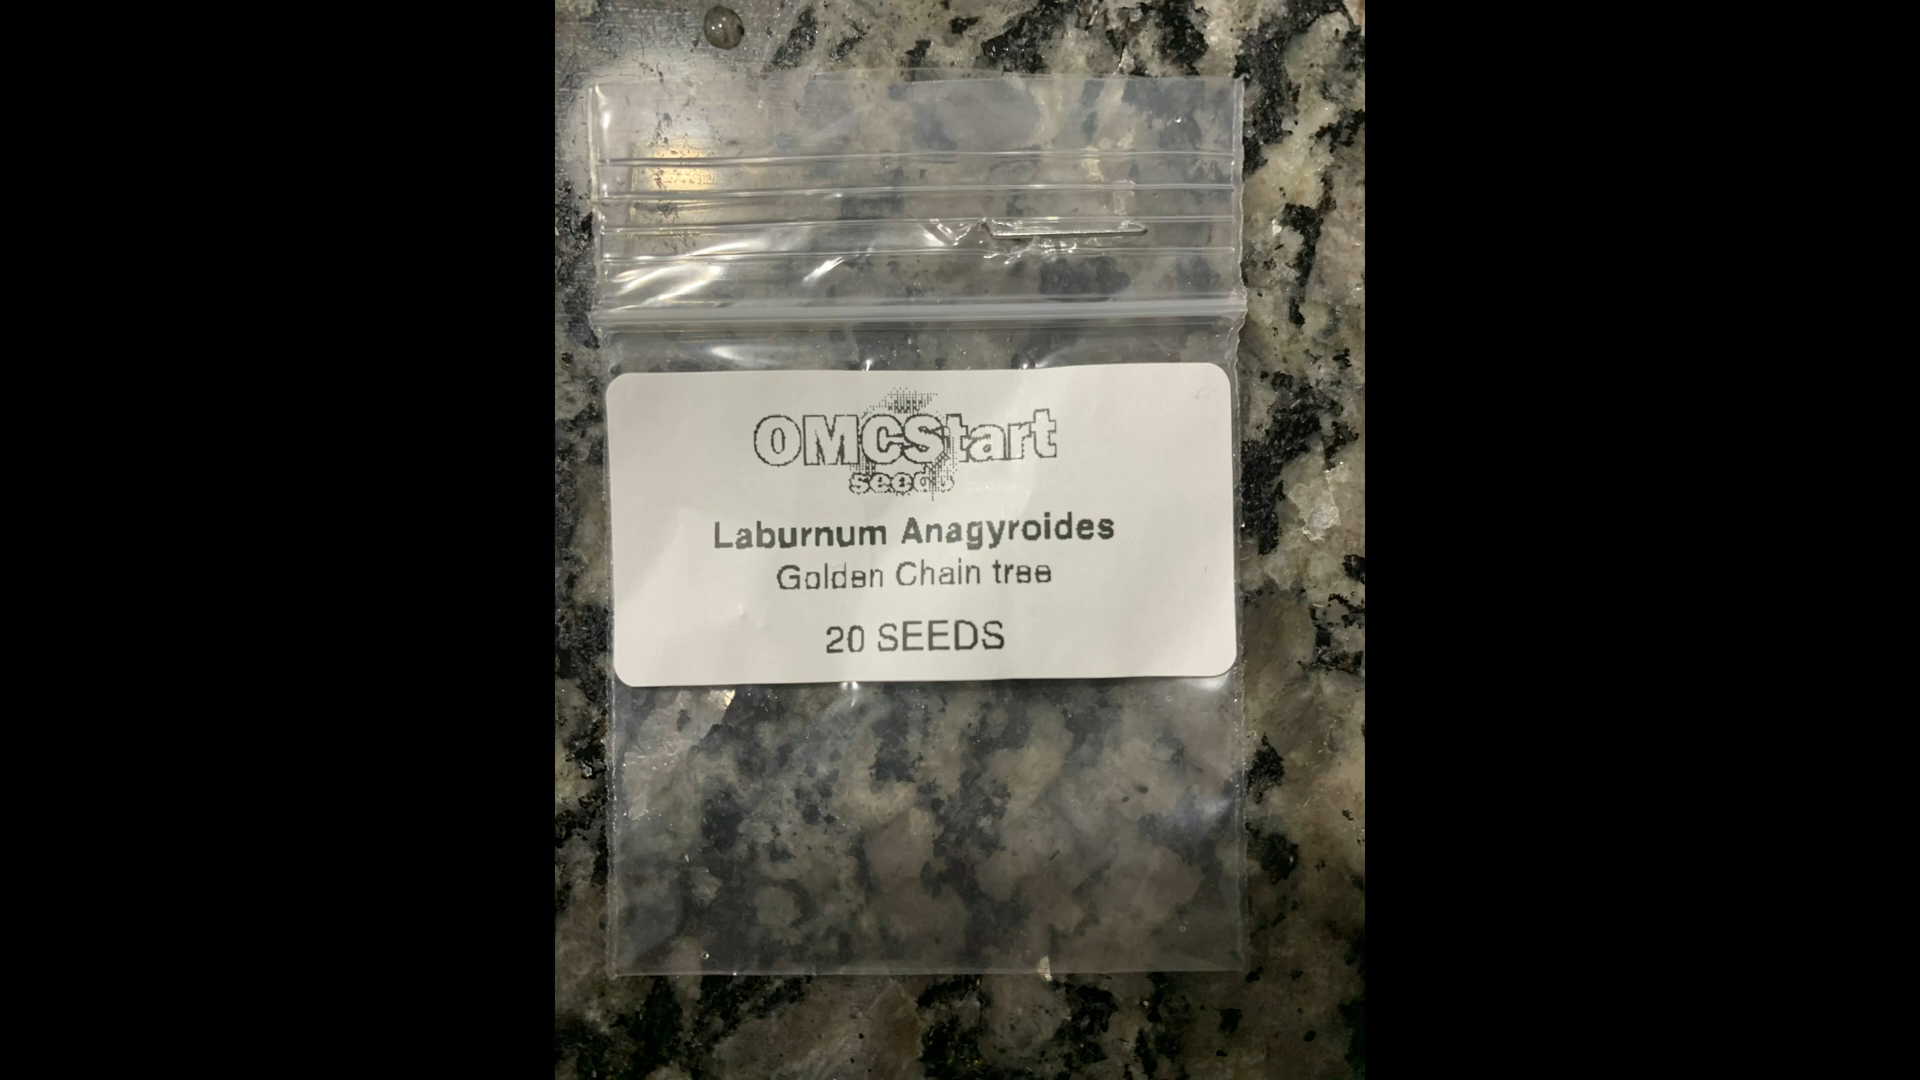 OMCStart
seeds
Laburnum Anagyroides
Golden Chain tree
20 SEEDS